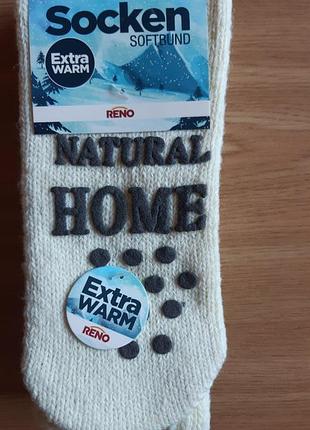 Socken
SOFTBUND
Extra
WARM
RENO
NATURAL
HOME
Extra
WARM
RENO